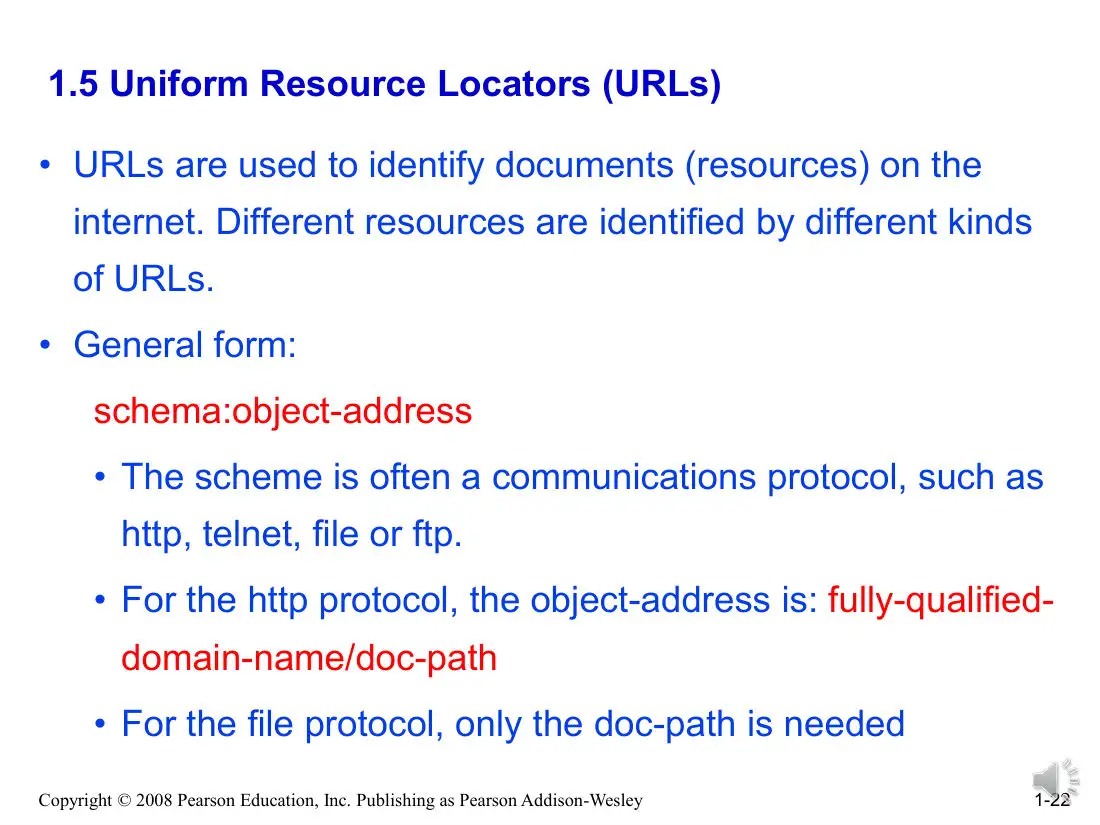 1.5 Uniform Resource Locators (URLs)
• URLs are used to identify documents (resources) on the
internet. Different resources are identified by different kinds
of URLs.
• General form:
schema:object-address
• The scheme is often a communications protocol, such as
http, telnet, file or ftp.
• For the http protocol, the object-address is: fully-qualified-
domain-name/doc-path
• For the file protocol, only the doc-path is needed
Copyright © 2008 Pearson Education, Inc. Publishing as Pearson Addison-Wesley
1-22